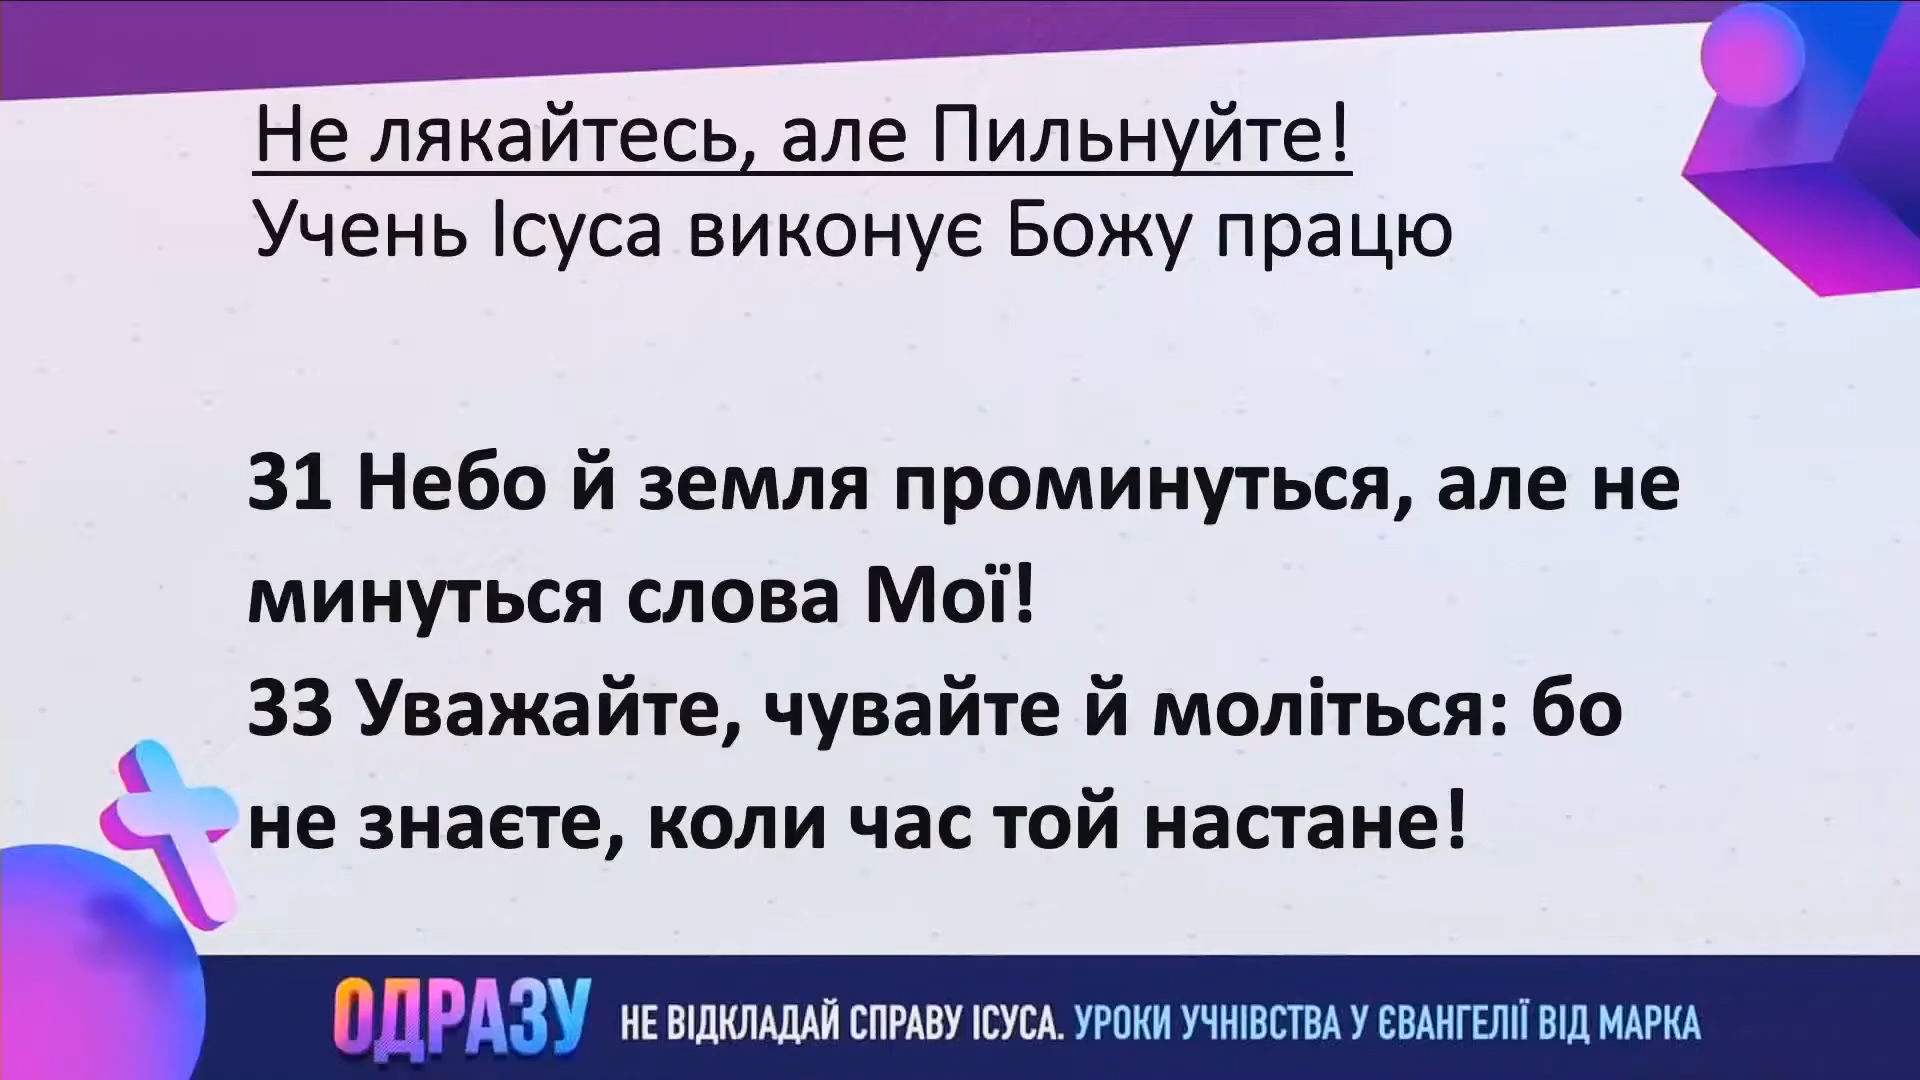 Не лякайтесь, але Пильнуйте!
Учень Ісуса виконує Божу працю
31 Небо й земля проминуться, але не
минуться слова Мої!
33 Уважайте, чувайте й моліться: бо
не знаєте, коли час той настане!
ОДРАЗУ НЕ ВІДКЛАДАЙ СПРАВУ ІСУСА. УРОКИ УЧНІВСТВА У ЄВАНГЕЛІЇ ВІД МАРКА